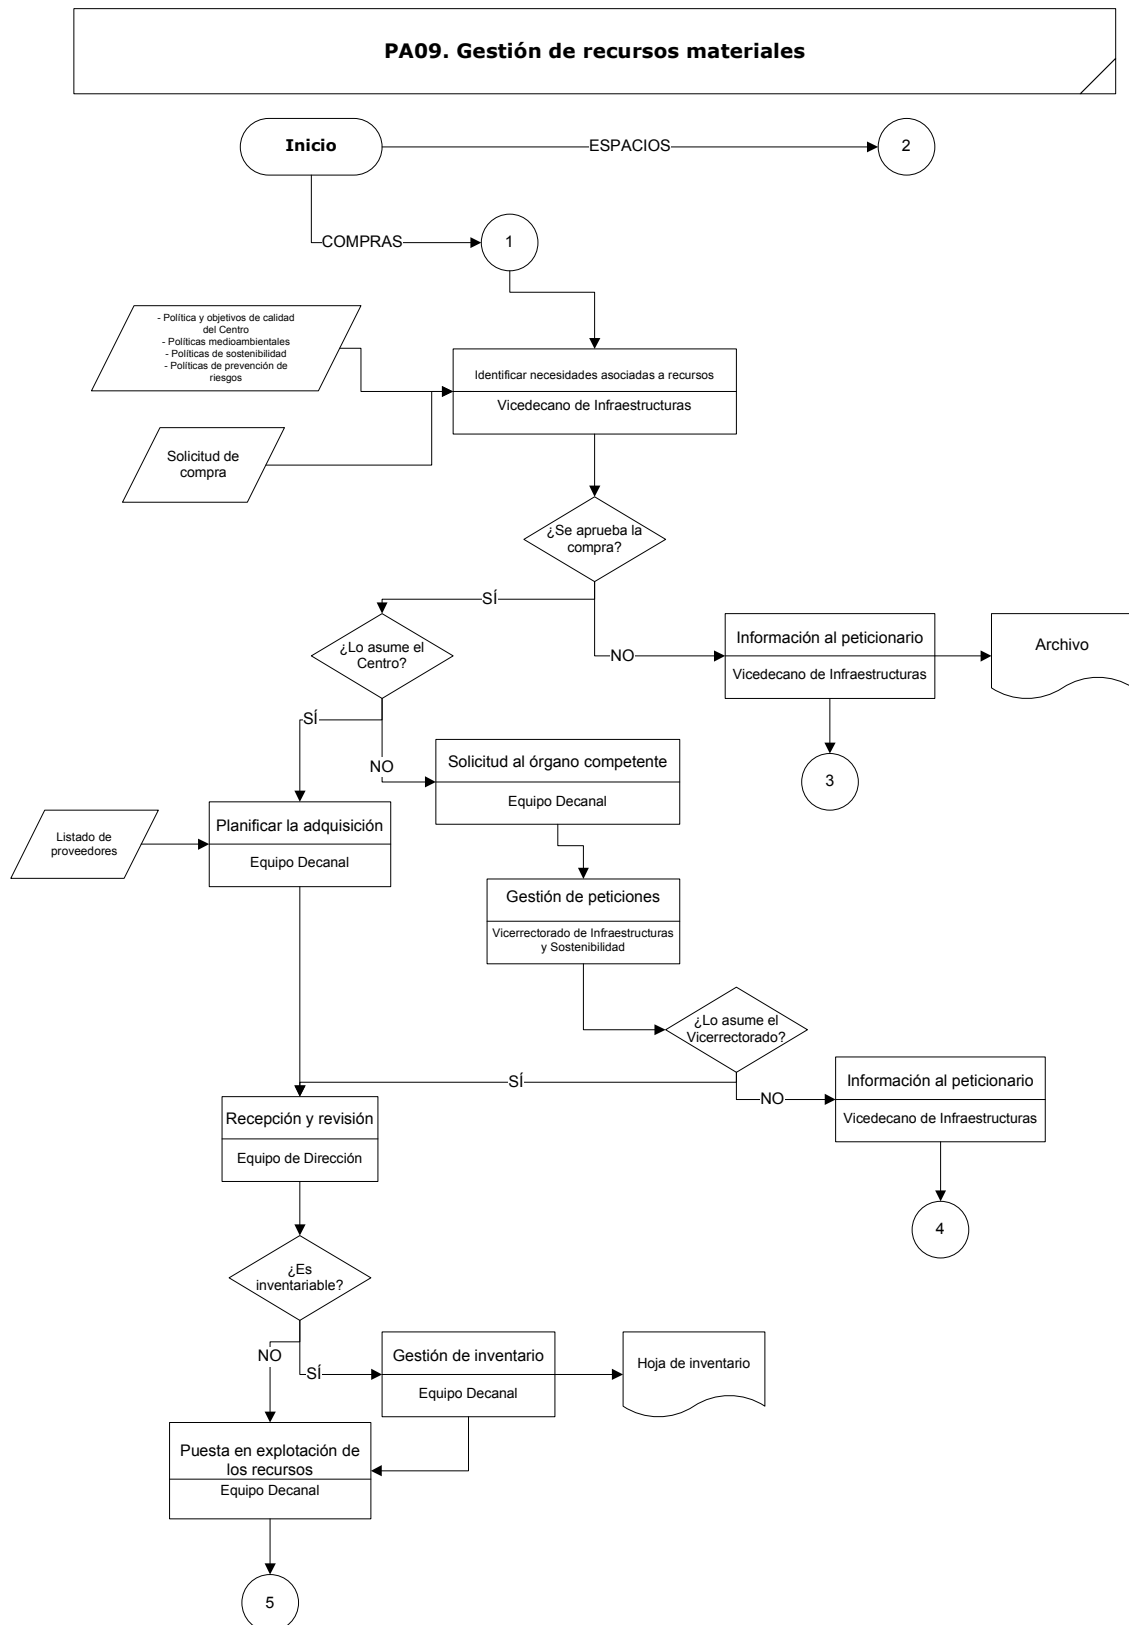 PA09. Gestión de recursos materiales
Inicio
ESPACIOS
2
COMPRAS
1
- Política y objetivos de calidad
del Centro
- Políticas medioambientales
- Políticas de sostenibilidad
- Políticas de prevención de
riesgos
Identificar necesidades asociadas a recursos
Vicedecano de Infraestructuras
Solicitud de
compra
¿Se aprueba la
compra?
SÍ
NO
¿Lo asume el
Centro?
Información al peticionario
Vicedecano de Infraestructuras
Archivo
3
SÍ
NO
Solicitud al órgano competente
Equipo Decanal
Listado de
proveedores
Planificar la adquisición
Equipo Decanal
Gestión de peticiones
Vicerrectorado de Infraestructuras
y Sostenibilidad
¿Lo asume el
Vicerrectorado?
SÍ
NO
Información al peticionario
Vicedecano de Infraestructuras
Recepción y revisión
Equipo de Dirección
4
¿Es
inventariable?
NO
SÍ
Gestión de inventario
Equipo Decanal
Hoja de inventario
Puesta en explotación de
los recursos
Equipo Decanal
5